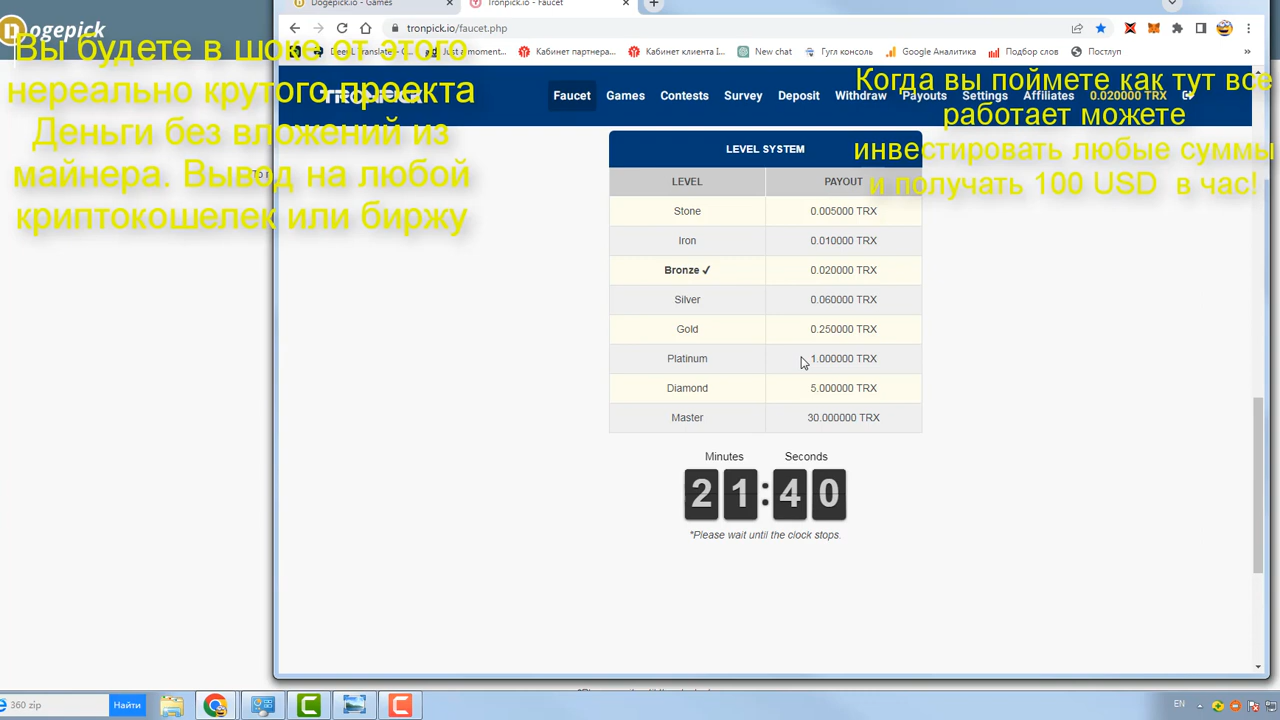 Dogepick.io - Games
Tronpick.io - Faucet
tronpick.io/faucet.php
Just a moment...
Кабинет партнера...
Кабинет клиента I...
New chat
Гугл консоль
Google Аналитика
Подбор слов
Постлуп
Dogepick
Вы будете в шоке от этого
нереально крутого проекта
Деньги без вложений из
майнера. Вывод на любой
криптокошелек или биржу
Когда вы поймете как тут все
работает можете
инвестировать любые суммы
и получать 100 USD в час!
TRONPICK
Faucet Games Contests Survey Deposit Withdraw Payouts Settings Affiliates 0.020000 TRX
LEVEL SYSTEM
LEVEL PAYOUT
Stone 0.005000 TRX
Iron 0.010000 TRX
Bronze ✓ 0.020000 TRX
Silver 0.060000 TRX
Gold 0.250000 TRX
Platinum 1.000000 TRX
Diamond 5.000000 TRX
Master 30.000000 TRX
Minutes Seconds
21:40
*Please wait until the clock stops.
360 zip
Найти
EN